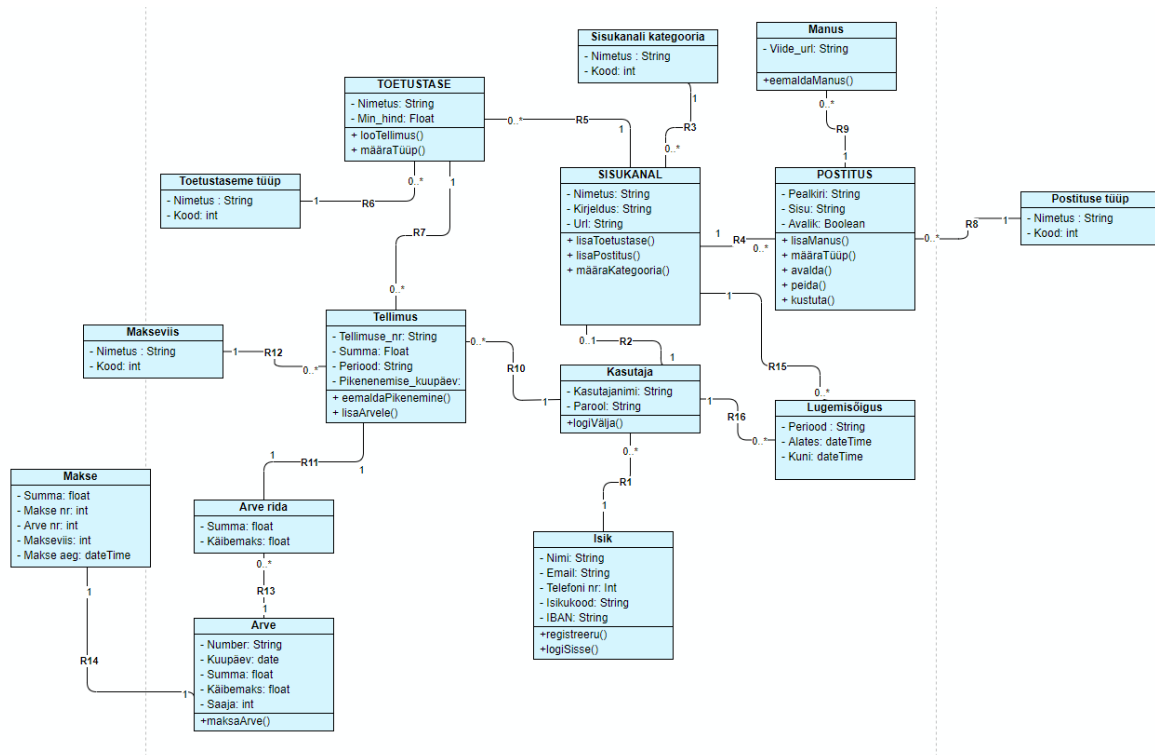 Sisukanali kategooria
- Nimetus : String
- Kood: int
1
R3
0..*
Manus
- Viide_url: String
+eemaldaManus()
0..*
R9
1
TOETUSTASE
- Nimetus: String
- Min_hind: Float
+ looTellimus()
+ määraTüüp()
0..*
R5
1
0..*
1
Toetustaseme tüüp
- Nimetus : String
- Kood: int
1
R6
R7
0..*
SISUKANAL
- Nimetus: String
- Kirjeldus: String
- Url: String
+ lisaToetustase()
+ lisaPostitus()
+ määraKategooria()
1
R4
0..*
POSTITUS
- Pealkiri: String
- Sisu: String
- Avalik: Boolean
+ lisaManus()
+ määraTüüp()
+ avalda()
+ peida()
+ kustuta()
0..*
R8
1
Postituse tüüp
- Nimetus : String
- Kood: int
Makseviis
- Nimetus : String
- Kood: int
1
R12
0..*
Tellimus
- Tellimuse_nr: String
- Summa: Float
- Periood: String
- Pikenenemise_kuupäev:
+ eemaldaPikenemine()
+ lisaArvele()
0..*
R10
1
0..1
R2
1
1
R15
0..*
Kasutaja
- Kasutajanimi: String
- Parool: String
+logiVälja()
1
R16
0..*
Lugemisõigus
- Periood : String
- Alates: dateTime
- Kuni: dateTime
0..*
R1
1
1
R11
1
Makse
- Summa: float
- Makse nr: int
- Arve nr: int
- Makseviis: int
- Makse aeg: dateTime
1
R14
1
Arve rida
- Summa: float
- Käibemaks: float
0..*
R13
1
Arve
- Number: String
- Kuupäev: date
- Summa: float
- Käibemaks: float
- Saaja: int
+maksaArve()
Isik
- Nimi: String
- Email: String
- Telefoni nr: Int
- Isikukood: String
- IBAN: String
+registreeru()
+logiSisse()